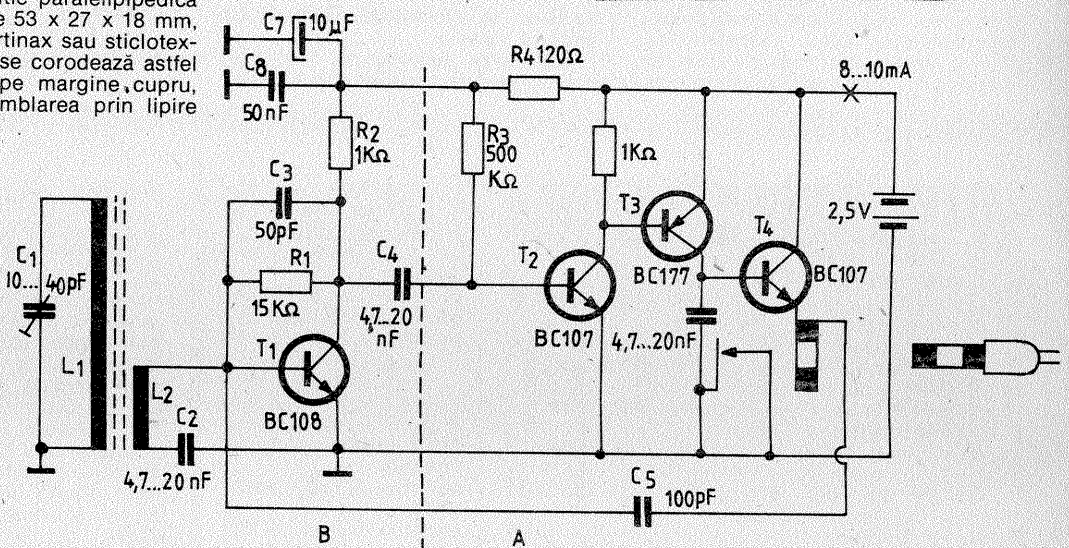 tic paralelipipedică
e 53 x 27 x 18 mm,
rtinax sau sticlotex-
se corodează astfel
pe margine cupru,
mblarea prin lipire
C7 10µF
C8
50nF
R2
1KΩ
C3
50pF
R1
15KΩ
C4
4,7...20
nF
C1
10... 40pF
L1
L2
C2
4,7...20 nF
T1
BC108
R4 120Ω
R3
500
KΩ
1KΩ
8...10mA
2,5V
T2
BC107
T3
BC177
T4
BC107
4,7...20nF
C5
100pF
B
A